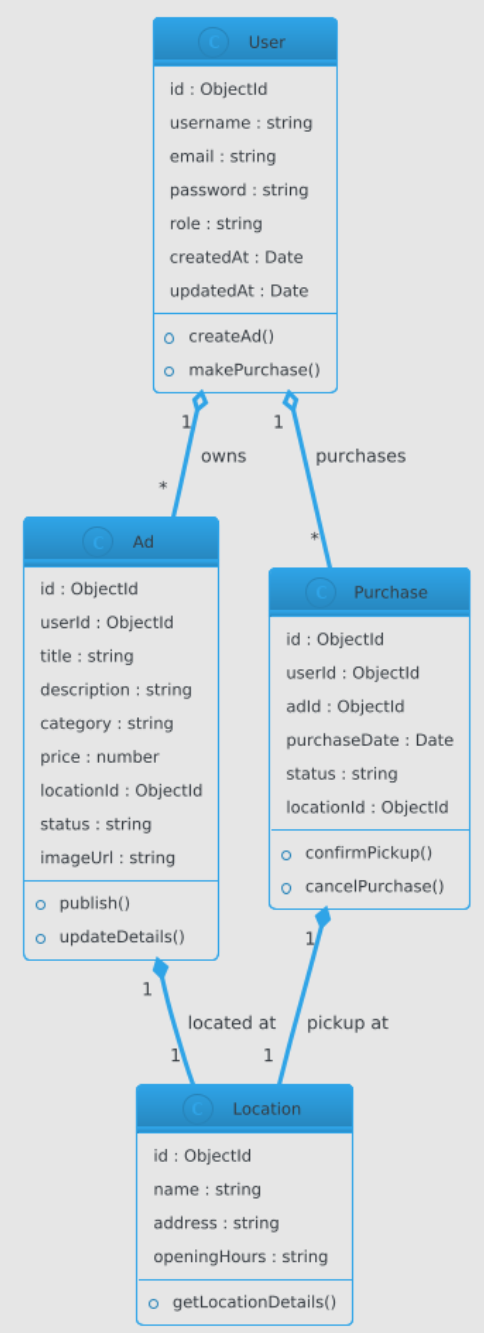 C User
id : ObjectId
username : string
email : string
password : string
role : string
createdAt : Date
updatedAt : Date
createAd()
makePurchase()
1
1
owns
purchases
*
*
C Ad
id : ObjectId
userId : ObjectId
title : string
description : string
category : string
price : number
locationId : ObjectId
status : string
imageUrl : string
publish()
updateDetails()
C Purchase
id : ObjectId
userId : ObjectId
adId : ObjectId
purchaseDate : Date
status : string
locationId : ObjectId
confirmPickup()
cancelPurchase()
1
1
located at
pickup at
1
1
C Location
id : ObjectId
name : string
address : string
openingHours : string
getLocationDetails()